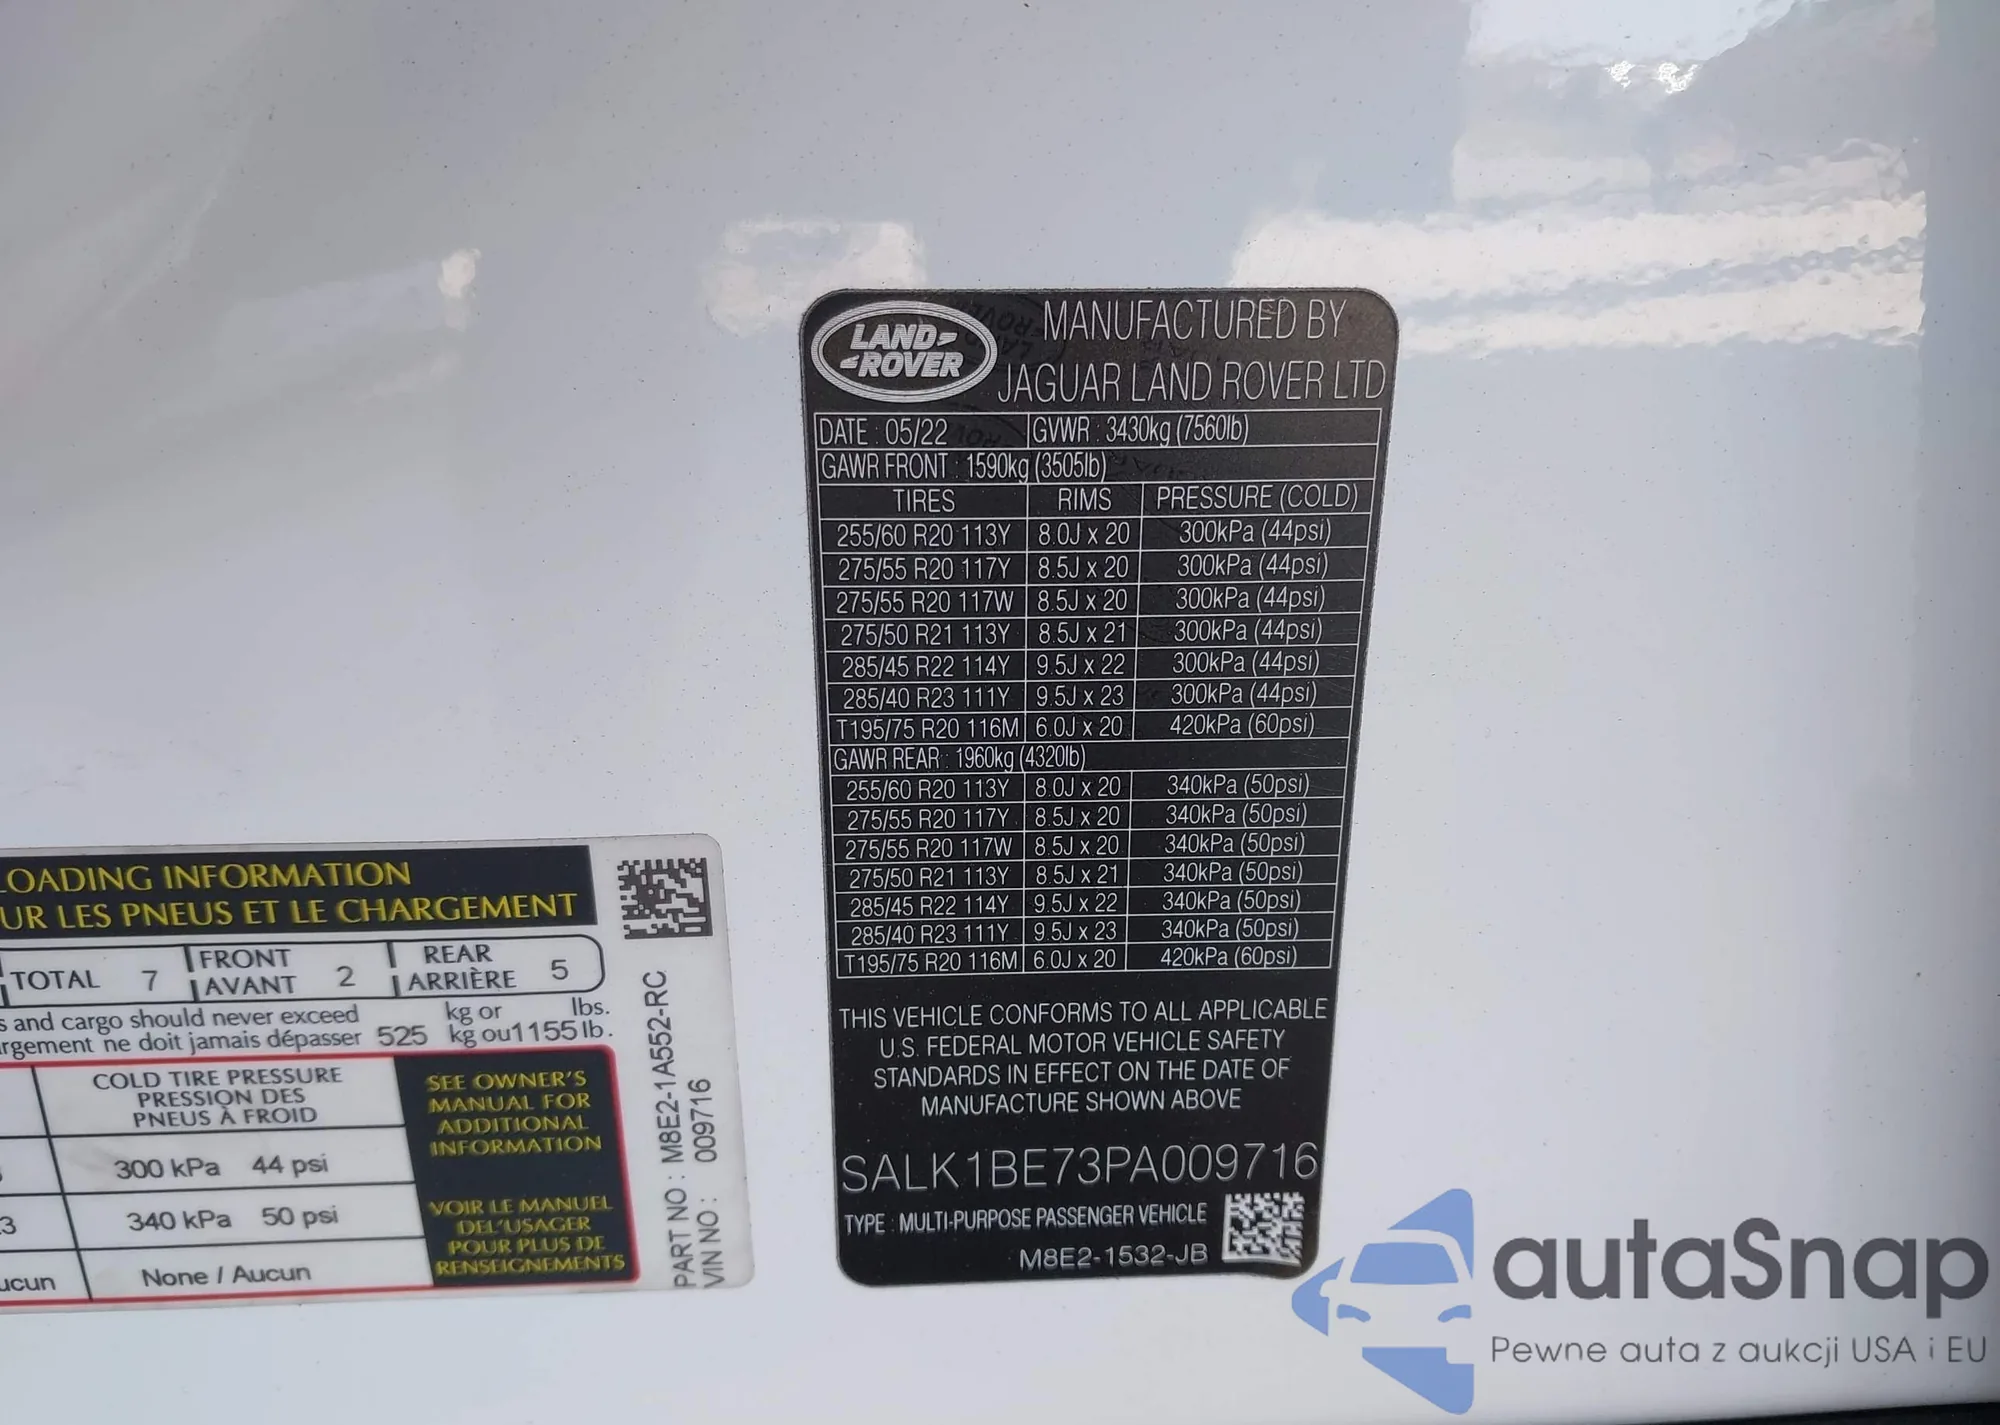 LAND ROVER
MANUFACTURED BY
JAGUAR LAND ROVER LTD
DATE : 05/22 GVWR : 3430kg (7560lb)
GAWR FRONT : 1590kg (3505lb)
TIRES RIMS PRESSURE (COLD)
255/60 R20 113Y 8.0J x 20 300kPa (44psi)
275/55 R20 117Y 8.5J x 20 300kPa (44psi)
275/55 R20 117W 8.5J x 20 300kPa (44psi)
275/50 R21 113Y 8.5J x 21 300kPa (44psi)
285/45 R22 114Y 9.5J x 22 300kPa (44psi)
285/40 R23 111Y 9.5J x 23 300kPa (44psi)
T195/75 R20 116M 6.0J x 20 420kPa (60psi)
GAWR REAR : 1960kg (4320lb)
255/60 R20 113Y 8.0J x 20 340kPa (50psi)
275/55 R20 117Y 8.5J x 20 340kPa (50psi)
275/55 R20 117W 8.5J x 20 340kPa (50psi)
275/50 R21 113Y 8.5J x 21 340kPa (50psi)
285/45 R22 114Y 9.5J x 22 340kPa (50psi)
285/40 R23 111Y 9.5J x 23 340kPa (50psi)
T195/75 R20 116M 6.0J x 20 420kPa (60psi)
THIS VEHICLE CONFORMS TO ALL APPLICABLE
U.S. FEDERAL MOTOR VEHICLE SAFETY
STANDARDS IN EFFECT ON THE DATE OF
MANUFACTURE SHOWN ABOVE
SALK1BE73PA009716
TYPE : MULTI-PURPOSE PASSENGER VEHICLE
M8E2-1532-JB
LOADING INFORMATION
UR LES PNEUS ET LE CHARGEMENT
TOTAL 7 FRONT AVANT 2 REAR ARRIÈRE 5
s and cargo should never exceed kg or lbs.
rgement ne doit jamais dépasser 525 kg ou 1155 lb.
COLD TIRE PRESSURE
PRESSION DES
PNEUS À FROID
300 kPa 44 psi
3 340 kPa 50 psi
ucun None / Aucun
SEE OWNER'S
MANUAL FOR
ADDITIONAL
INFORMATION
VOIR LE MANUEL
DEL'USAGER
POUR PLUS DE
RENSEIGNEMENTS
PART NO : M8E2-1A552-RC
VIN NO : 009716
autaSnap
Pewne auta z aukcji USA i EU